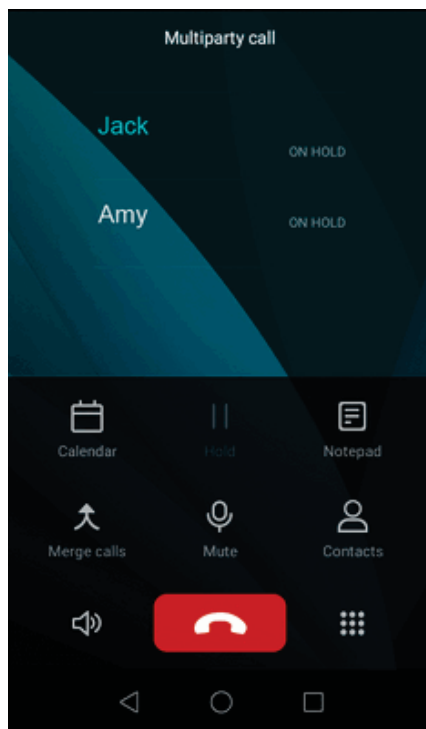 Multiparty call
Jack
ON HOLD
Amy
ON HOLD
Calendar
Hold
Notepad
Merge calls
Mute
Contacts